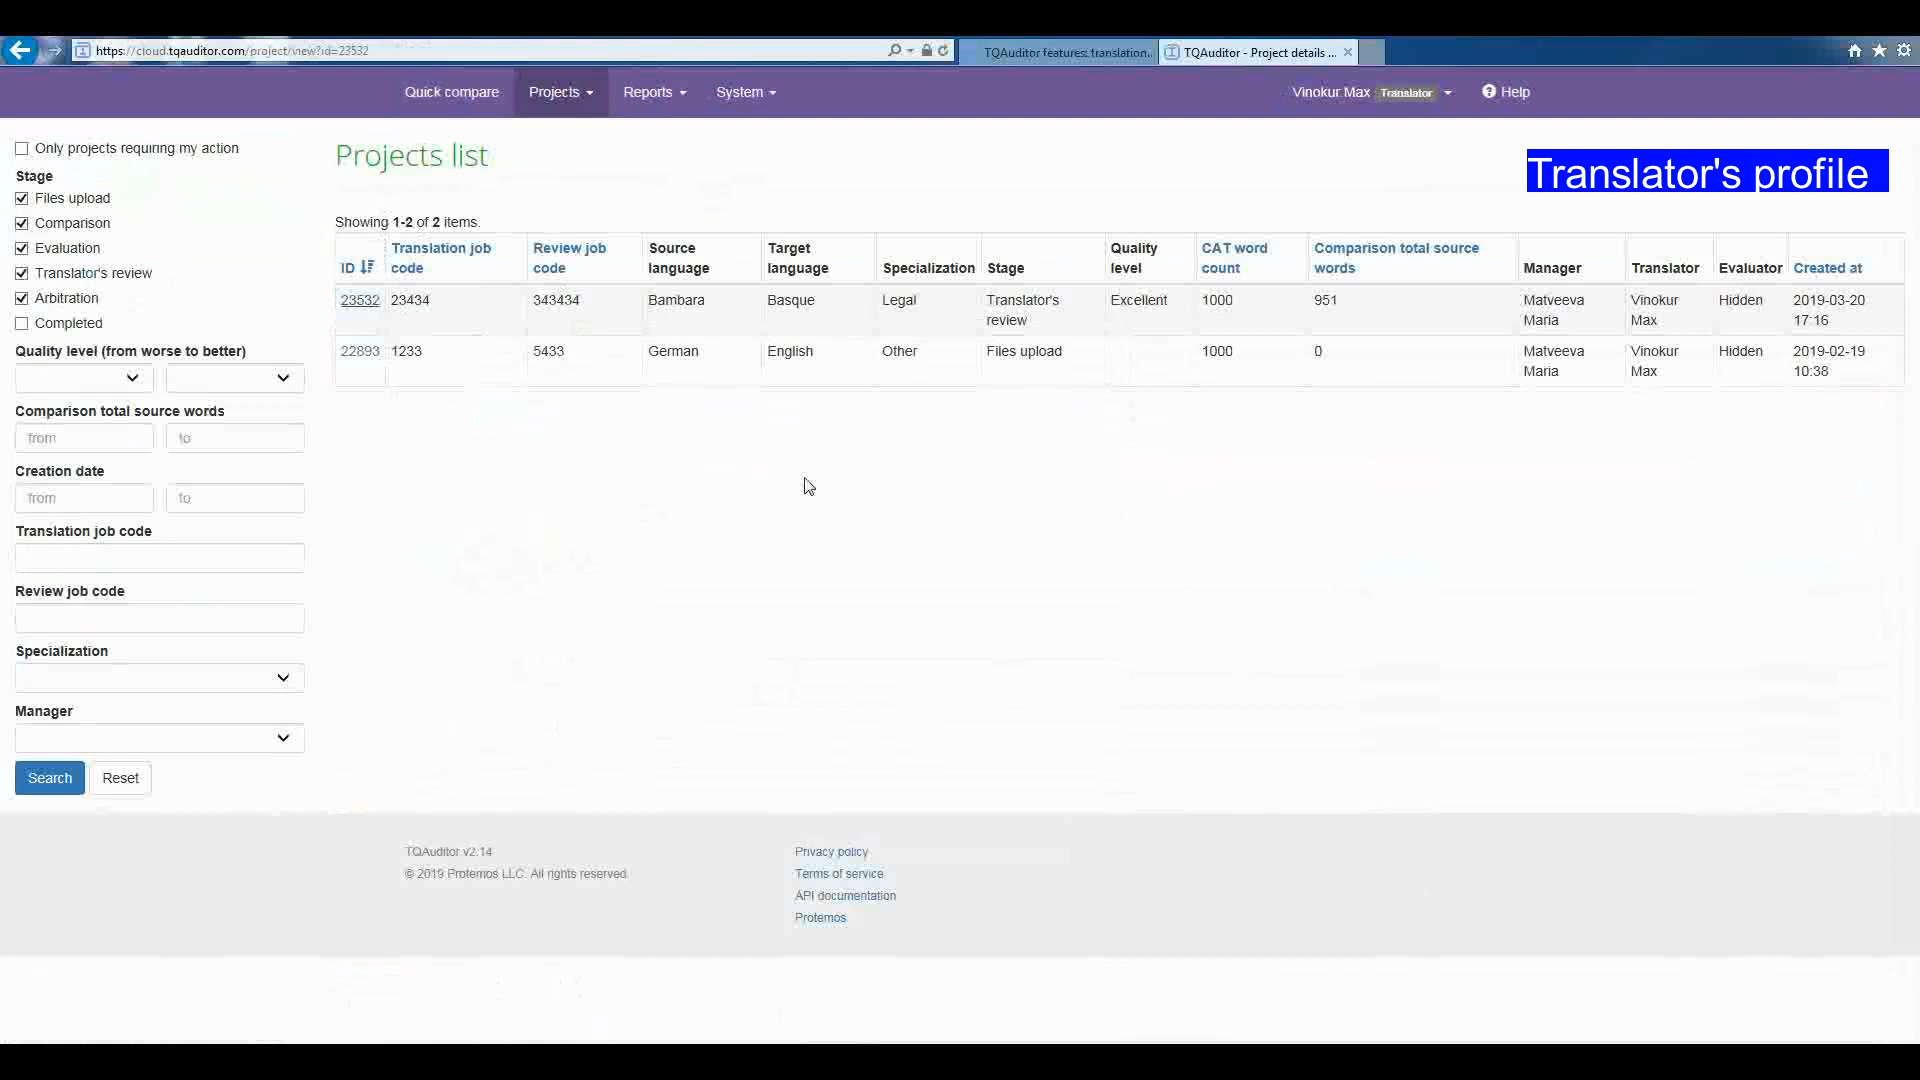 https://cloud.tqauditor.com/project/view?id=23532
TQAuditor features: translation...
TQAuditor - Project details ...
Quick compare
Projects
Reports
System
Vinokur Max Translator
Help
Only projects requiring my action
Stage
Files upload
Comparison
Evaluation
Translator's review
Arbitration
Completed
Quality level (from worse to better)
Comparison total source words
from to
Creation date
from to
Translation job code
Review job code
Specialization
Manager
Search Reset
Projects list
Translator's profile
Showing 1-2 of 2 items.
ID
Translation job code
Review job code
Source language
Target language
Specialization
Stage
Quality level
CAT word count
Comparison total source words
Manager
Translator
Evaluator
Created at
23532 23434 343434 Bambara Basque Legal Translator's review Excellent 1000 951 Matveeva Maria Vinokur Max Hidden 2019-03-20 17:16
22893 1233 5433 German English Other Files upload 1000 0 Matveeva Maria Vinokur Max Hidden 2019-02-19 10:38
TQAuditor v2.14
© 2019 Protemos LLC. All rights reserved.
Privacy policy
Terms of service
API documentation
Protemos